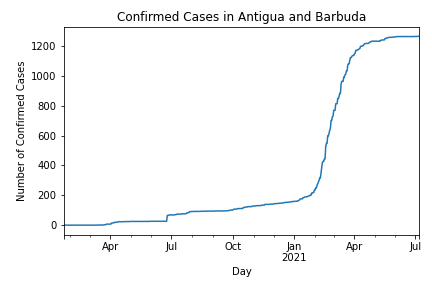 Confirmed Cases in Antigua and Barbuda
Number of Confirmed Cases
1200
1000
800
600
400
200
0
Apr
Jul
Oct
Jan
2021
Apr
Jul
Day